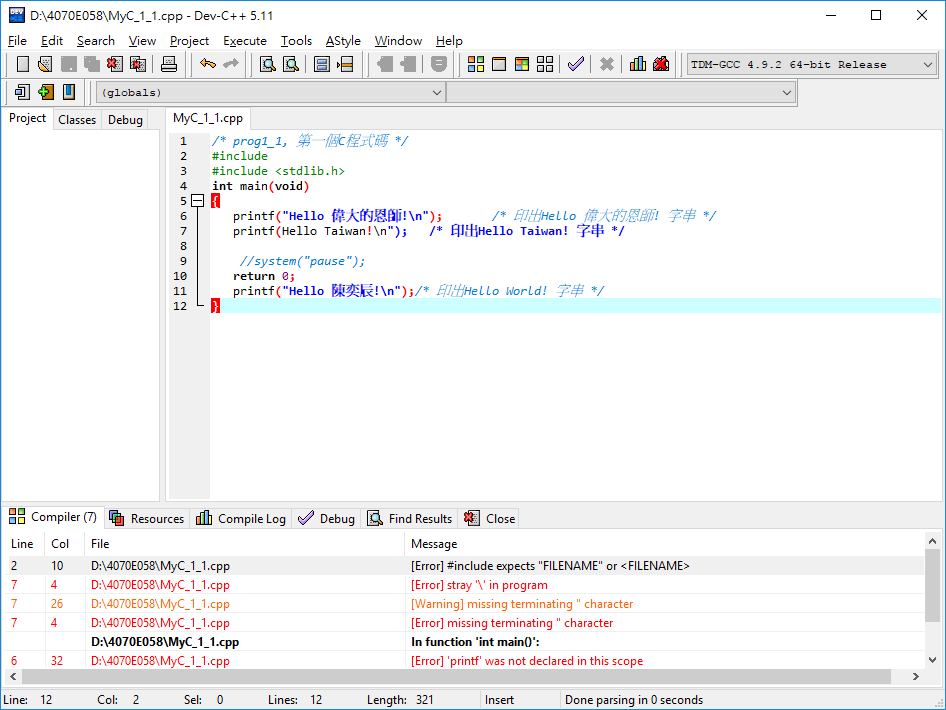 D:\4070E058\MyC_1_1.cpp - Dev-C++ 5.11
File Edit Search View Project Execute Tools AStyle Window Help
TDM-GCC 4.9.2 64-bit Release
(globals)
Project Classes Debug
MyC_1_1.cpp
1 /* prog1_1, 第一個C程式碼 */
2 #include
3 #include <stdlib.h>
4 int main(void)
5 {
6 printf("Hello 偉大的恩師!\n"); /* 印出Hello 偉大的恩師! 字串 */
7 printf(Hello Taiwan!\n"); /* 印出Hello Taiwan! 字串 */
8
9 //system("pause");
10 return 0;
11 printf("Hello 陳奕辰!\n");/* 印出Hello World! 字串 */
12 }
Compiler (7) Resources Compile Log Debug Find Results Close
Line Col File Message
2 10 D:\4070E058\MyC_1_1.cpp [Error] #include expects "FILENAME" or <FILENAME>
7 4 D:\4070E058\MyC_1_1.cpp [Error] stray '\' in program
7 26 D:\4070E058\MyC_1_1.cpp [Warning] missing terminating " character
7 4 D:\4070E058\MyC_1_1.cpp [Error] missing terminating " character
D:\4070E058\MyC_1_1.cpp In function 'int main()':
6 32 D:\4070E058\MyC_1_1.cpp [Error] 'printf' was not declared in this scope
Line: 12 Col: 2 Sel: 0 Lines: 12 Length: 321 Insert Done parsing in 0 seconds